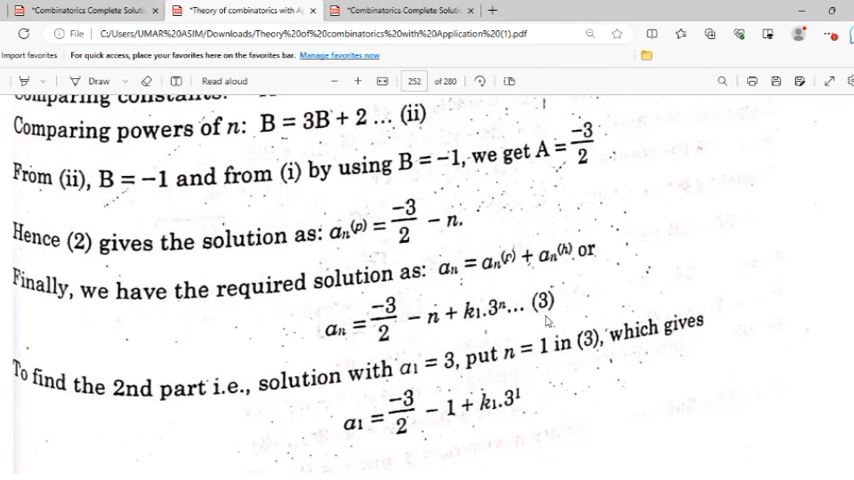 *Combinatorics Complete Solutic
*Theory of combinatorics with A
*Combinatorics Complete Solutic
File
C:/Users/UMAR%20ASIM/Downloads/Theory%20of%20combinatorics%20with%20Application%20(1).pdf
Import favorites
For quick access, place your favorites here on the favorites bar. Manage favorites now
Draw
Read aloud
252 of 280
Comparing constants:
Comparing powers of n: B = 3B + 2 ... (ii)
From (ii), B = −1 and from (i) by using B = −1, we get A = −3/2
Hence (2) gives the solution as: aₙ⁽ᵖ⁾ = −3/2 − n.
Finally, we have the required solution as: aₙ = aₙ⁽ᵖ⁾ + aₙ⁽ʰ⁾ or
aₙ = −3/2 − n + k₁.3ⁿ... (3)
To find the 2nd part i.e., solution with a₁ = 3, put n = 1 in (3), which gives
a₁ = −3/2 − 1 + k₁.3¹